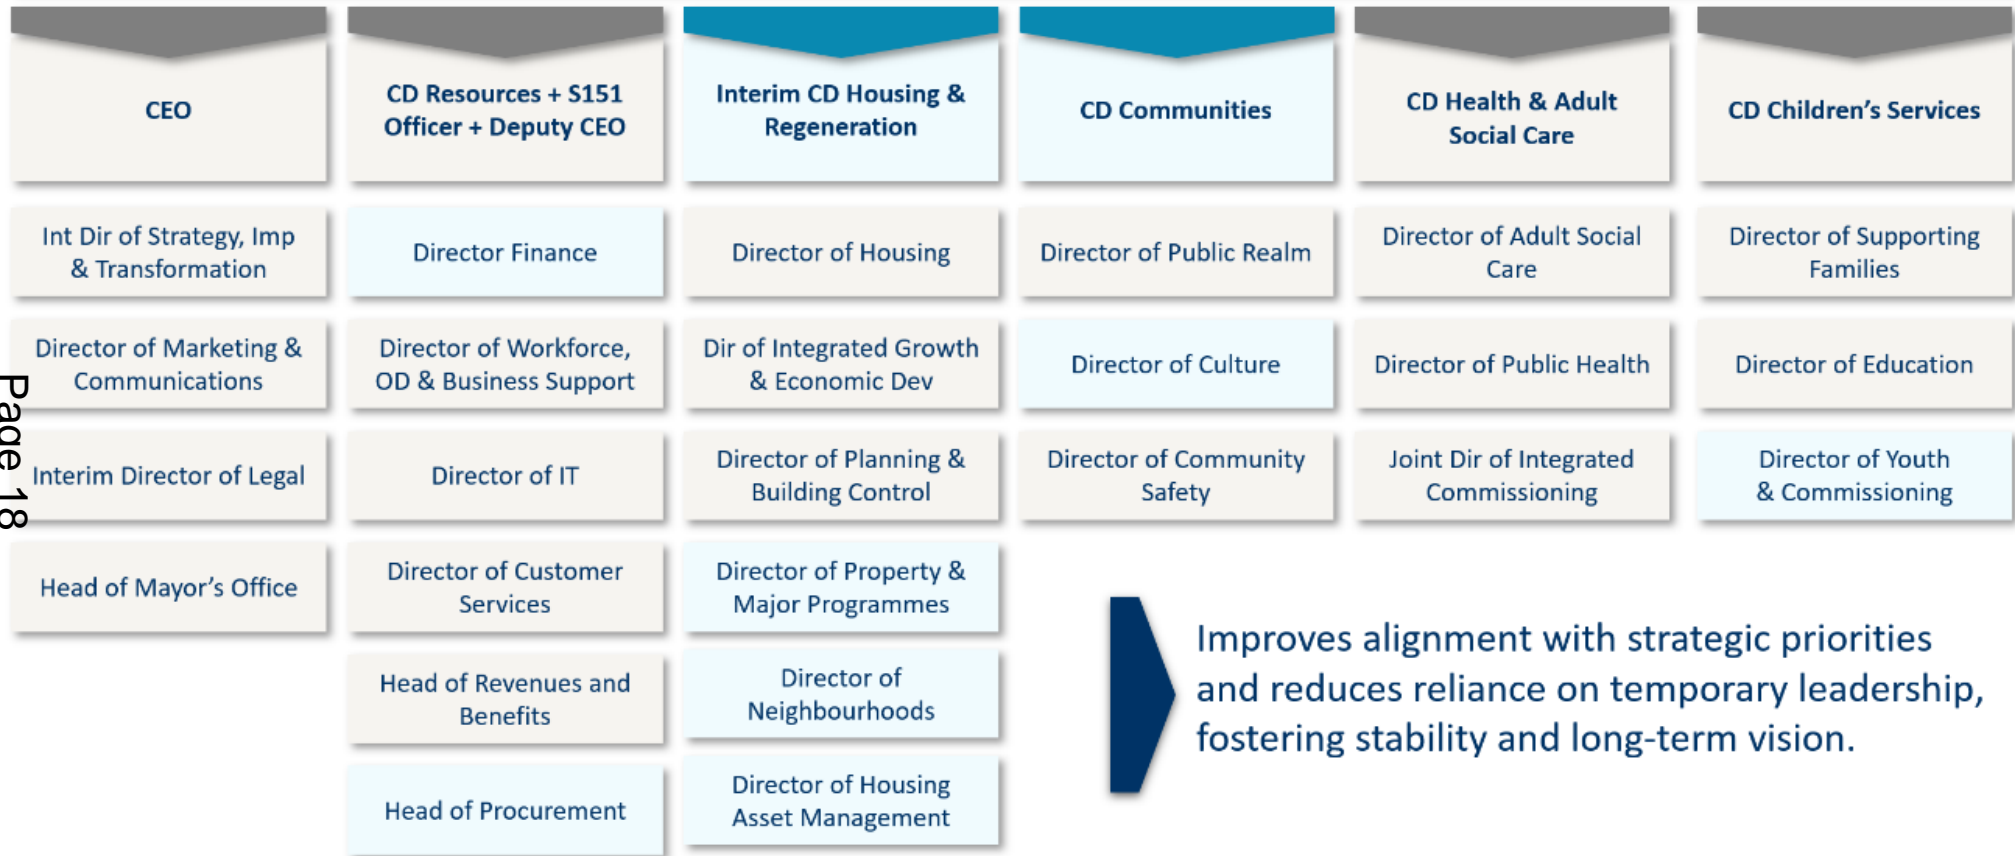 CEO
Int Dir of Strategy, Imp
& Transformation
Director of Marketing &
Communications
Interim Director of Legal
Head of Mayor's Office
CD Resources + S151
Officer + Deputy CEO
Director Finance
Director of Workforce,
OD & Business Support
Director of IT
Director of Customer
Services
Head of Revenues and
Benefits
Head of Procurement
Interim CD Housing &
Regeneration
Director of Housing
Dir of Integrated Growth
& Economic Dev
Director of Planning &
Building Control
Director of Property &
Major Programmes
Director of
Neighbourhoods
Director of Housing
Asset Management
CD Communities
Director of Public Realm
Director of Culture
Director of Community
Safety
CD Health & Adult
Social Care
Director of Adult Social
Care
Director of Public Health
Joint Dir of Integrated
Commissioning
CD Children’s Services
Director of Supporting
Families
Director of Education
Director of Youth
& Commissioning
Improves alignment with strategic priorities
and reduces reliance on temporary leadership,
fostering stability and long-term vision.
Page 18